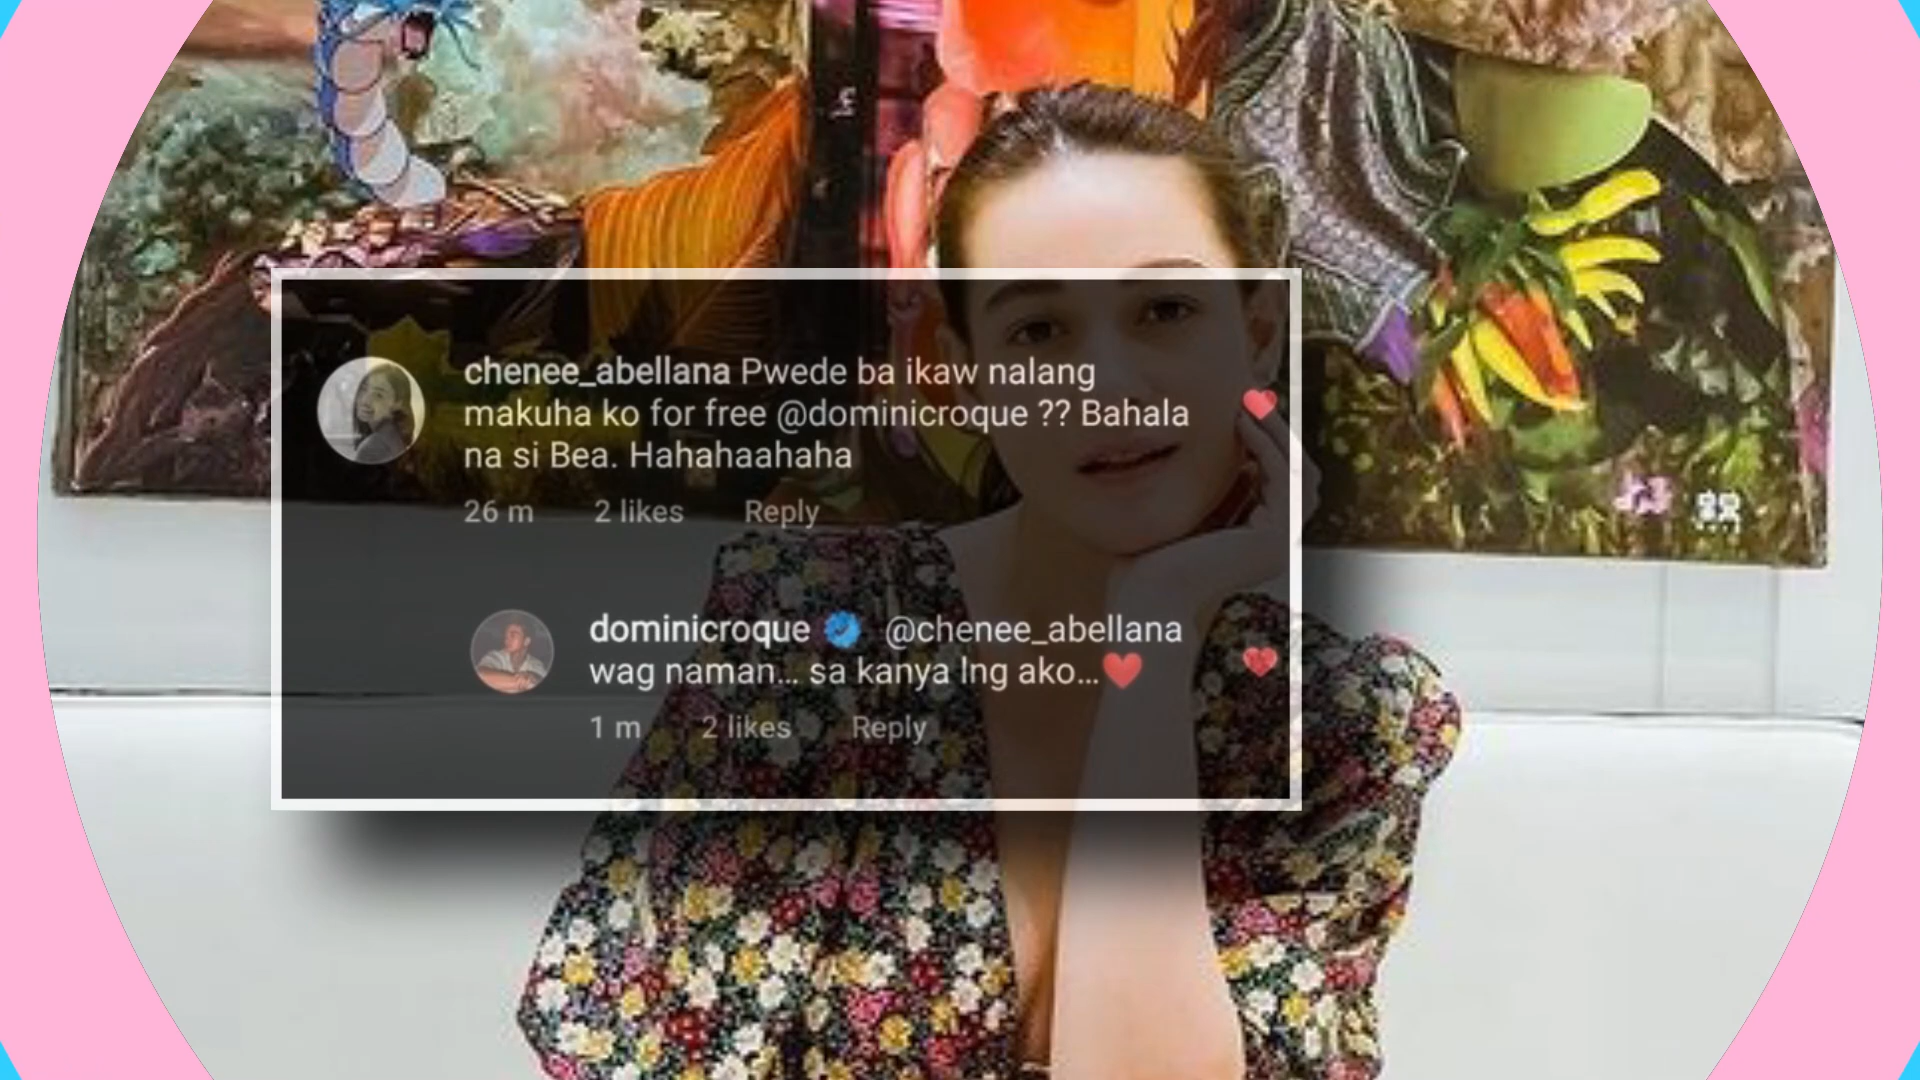 chenee_abellana Pwede ba ikaw nalang
makuha ko for free @dominicroque ?? Bahala
na si Bea. Hahahaahaha
26 m 2 likes Reply
dominicroque @chenee_abellana
wag naman... sa kanya lng ako...❤️
1 m 2 likes Reply